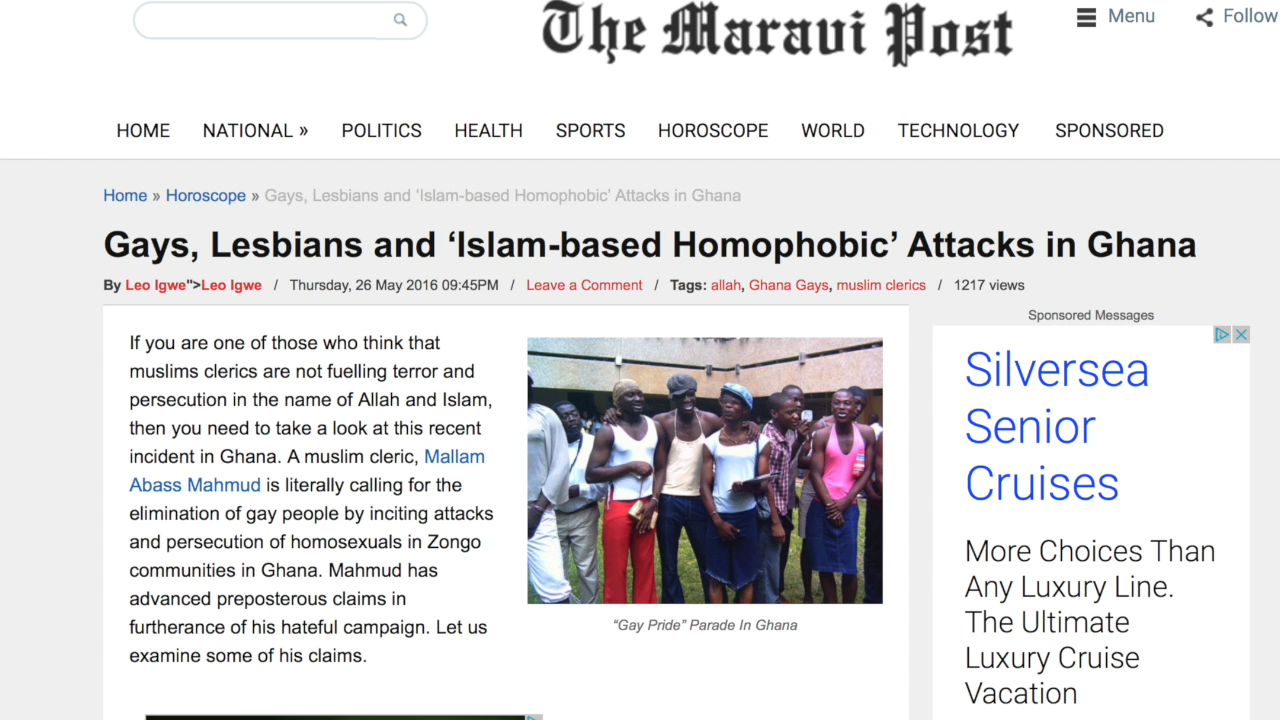 The Maravi Post
Menu
Follow
HOME NATIONAL » POLITICS HEALTH SPORTS HOROSCOPE WORLD TECHNOLOGY SPONSORED
Home » Horoscope » Gays, Lesbians and ‘Islam-based Homophobic’ Attacks in Ghana
Gays, Lesbians and ‘Islam-based Homophobic’ Attacks in Ghana
By Leo Igwe">Leo Igwe / Thursday, 26 May 2016 09:45PM / Leave a Comment / Tags: allah, Ghana Gays, muslim clerics / 1217 views
If you are one of those who think that
muslims clerics are not fuelling terror and
persecution in the name of Allah and Islam,
then you need to take a look at this recent
incident in Ghana. A muslim cleric, Mallam
Abass Mahmud is literally calling for the
elimination of gay people by inciting attacks
and persecution of homosexuals in Zongo
communities in Ghana. Mahmud has
advanced preposterous claims in
furtherance of his hateful campaign. Let us
examine some of his claims.
“Gay Pride” Parade In Ghana
Sponsored Messages
Silversea
Senior
Cruises
More Choices Than
Any Luxury Line.
The Ultimate
Luxury Cruise
Vacation